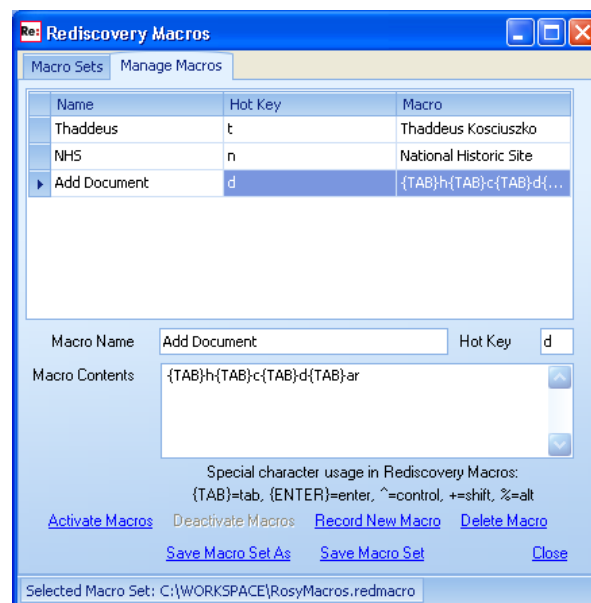 Re: Rediscovery Macros
Macro Sets Manage Macros
Name Hot Key Macro
Thaddeus t Thaddeus Kosciuszko
NHS n National Historic Site
Add Document d {TAB}h{TAB}c{TAB}d{...
Macro Name Add Document Hot Key d
Macro Contents {TAB}h{TAB}c{TAB}d{TAB}ar
Special character usage in Rediscovery Macros:
{TAB}=tab, {ENTER}=enter, ^=control, +=shift, %=alt
Activate Macros Deactivate Macros Record New Macro Delete Macro
Save Macro Set As Save Macro Set Close
Selected Macro Set: C:\WORKSPACE\RosyMacros.redmacro